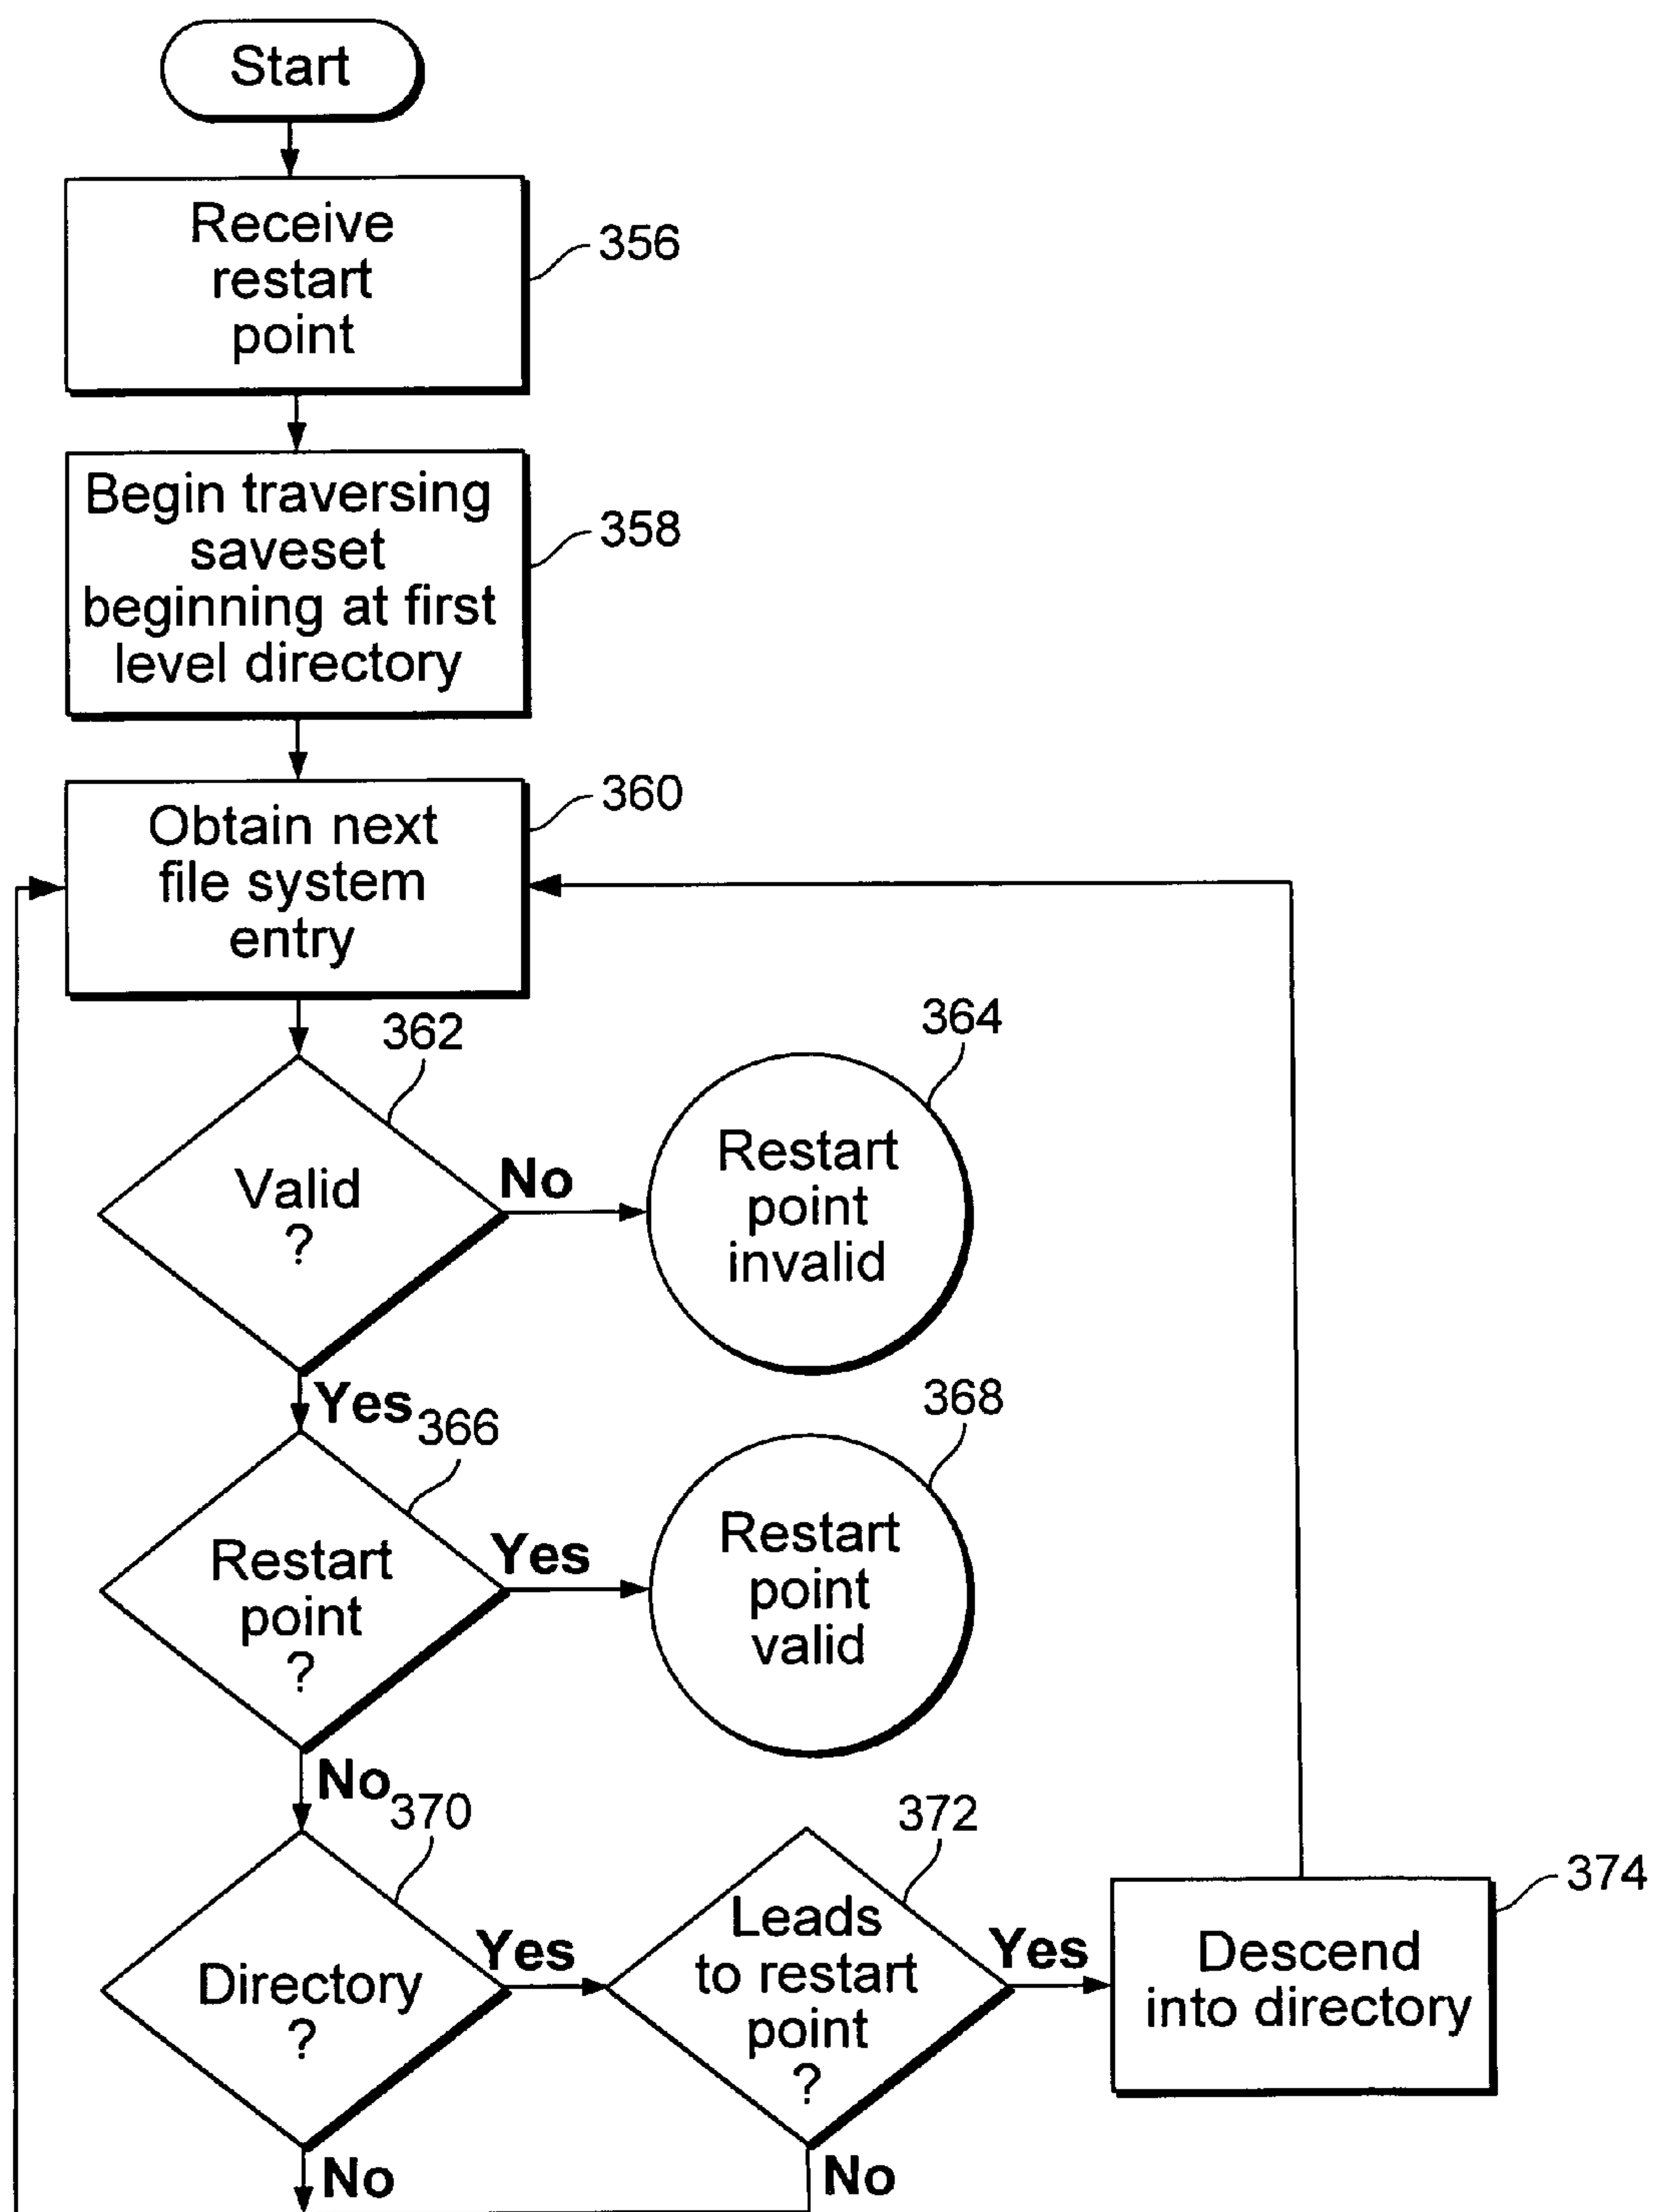 Start
Receive
restart
point
356
Begin traversing
saveset
beginning at first
level directory
358
Obtain next
file system
entry
360
362
Valid
?
No
364
Restart
point
invalid
Yes
366
Restart
point
?
Yes
368
Restart
point
valid
No
370
Directory
?
Yes
372
Leads
to restart
point
?
Yes
374
Descend
into directory
No
No